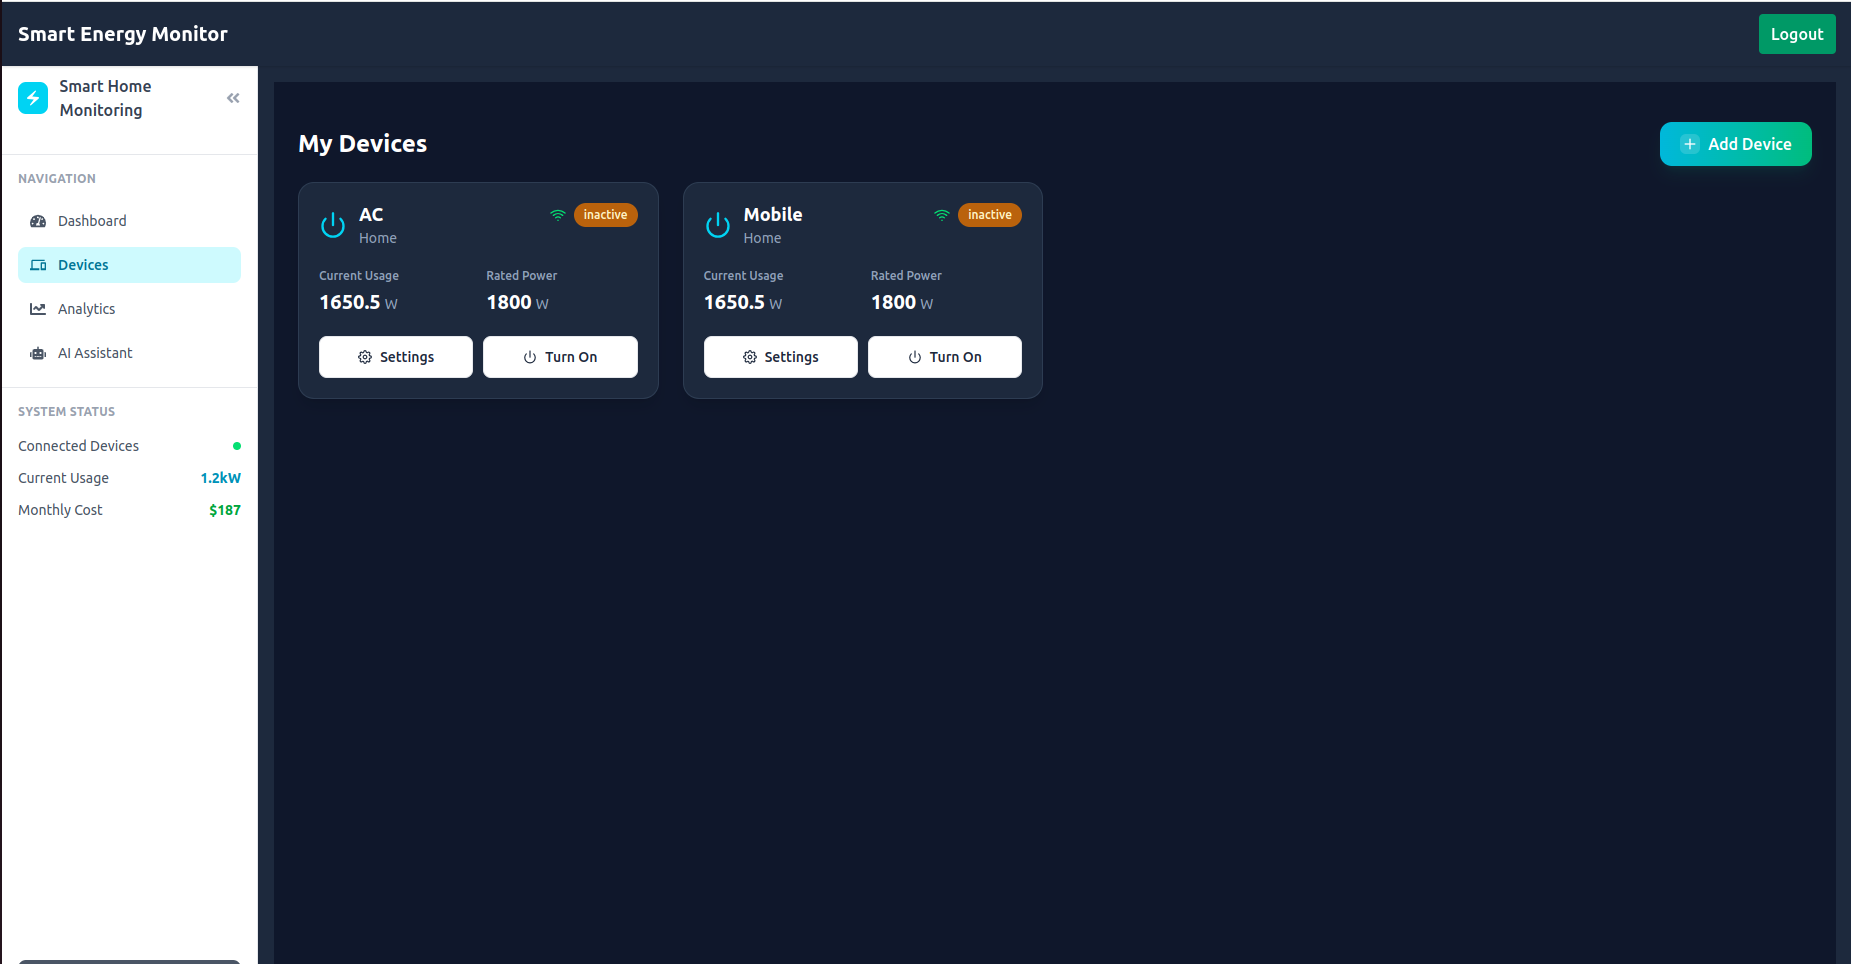 Smart Energy Monitor
Logout
Smart Home
Monitoring
NAVIGATION
Dashboard
Devices
Analytics
AI Assistant
SYSTEM STATUS
Connected Devices
Current Usage 1.2kW
Monthly Cost $187
My Devices
Add Device
AC
Home
inactive
Current Usage Rated Power
1650.5 W 1800 W
Settings Turn On
Mobile
Home
inactive
Current Usage Rated Power
1650.5 W 1800 W
Settings Turn On